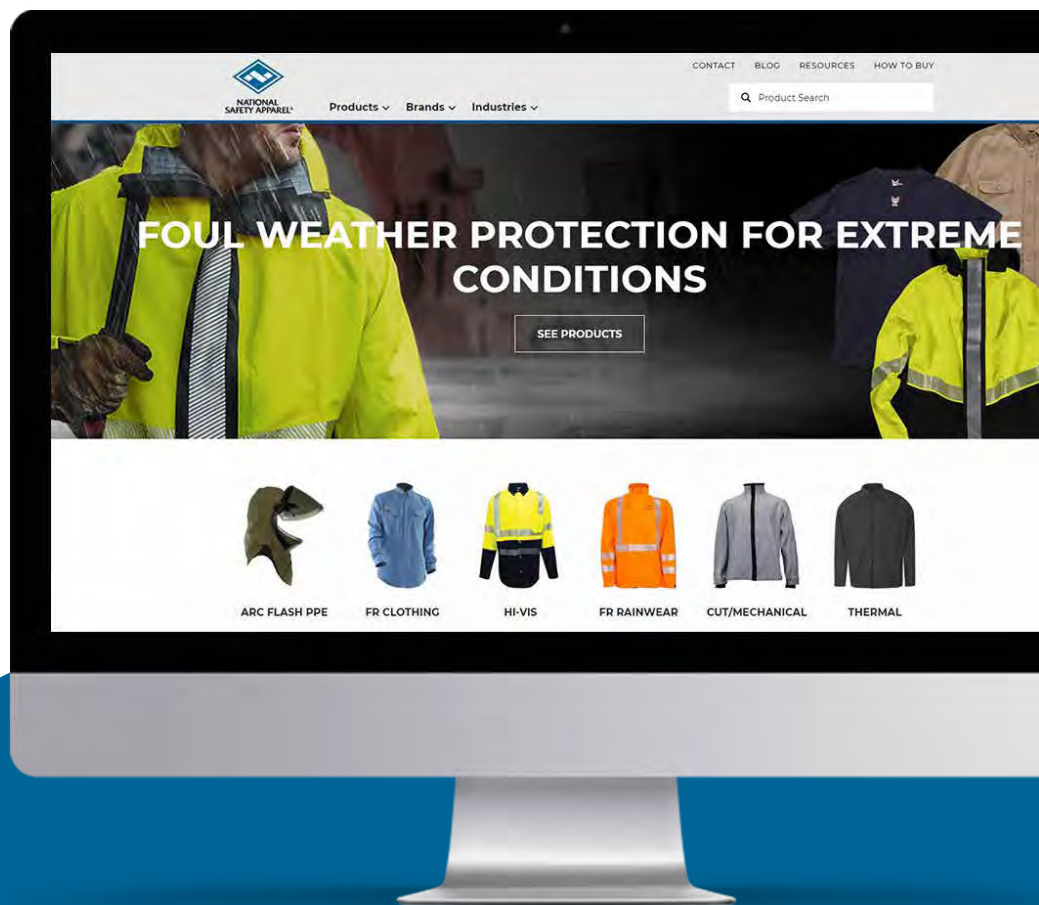 CONTACT BLOG RESOURCES HOW TO BUY
NATIONAL
SAFETY APPAREL®
Products Brands Industries
Product Search
FOUL WEATHER PROTECTION FOR EXTREME
CONDITIONS
SEE PRODUCTS
ARC FLASH PPE FR CLOTHING HI-VIS FR RAINWEAR CUT/MECHANICAL THERMAL